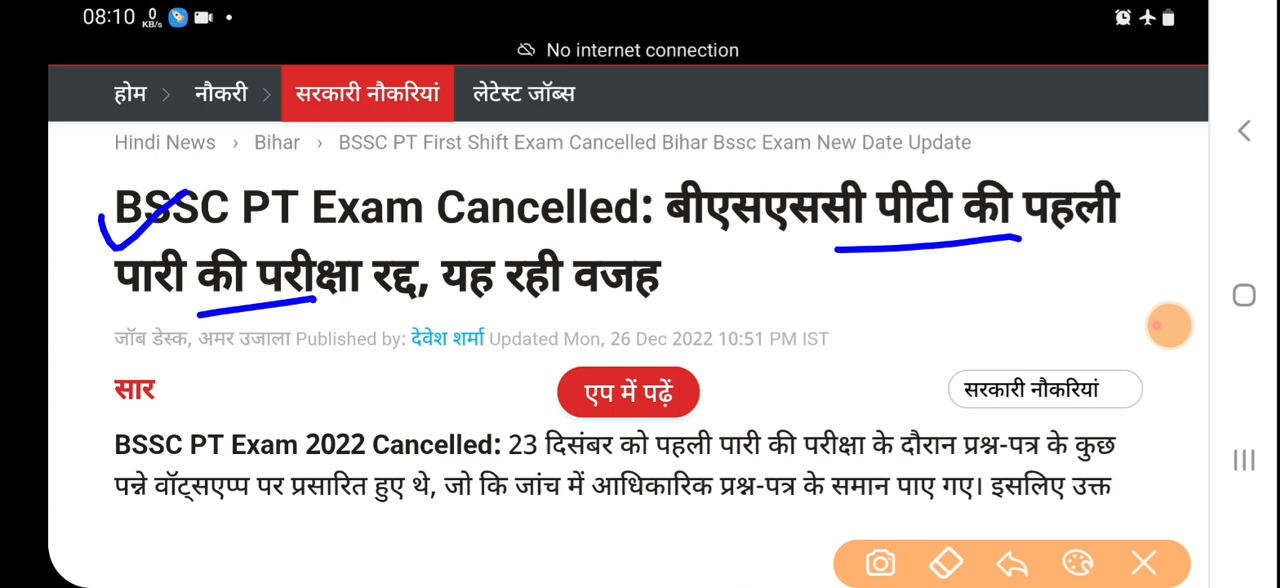 08:10 0 KB/s
No internet connection
होम > नौकरी > सरकारी नौकरियां लेटेस्ट जॉब्स
Hindi News > Bihar > BSSC PT First Shift Exam Cancelled Bihar Bssc Exam New Date Update
BSSC PT Exam Cancelled: बीएसएससी पीटी की पहली
पारी की परीक्षा रद्द, यह रही वजह
जॉब डेस्क, अमर उजाला Published by: देवेश शर्मा Updated Mon, 26 Dec 2022 10:51 PM IST
सार एप में पढ़ें सरकारी नौकरियां
BSSC PT Exam 2022 Cancelled: 23 दिसंबर को पहली पारी की परीक्षा के दौरान प्रश्न-पत्र के कुछ
पन्ने वॉट्सएप्प पर प्रसारित हुए थे, जो कि जांच में आधिकारिक प्रश्न-पत्र के समान पाए गए। इसलिए उक्त